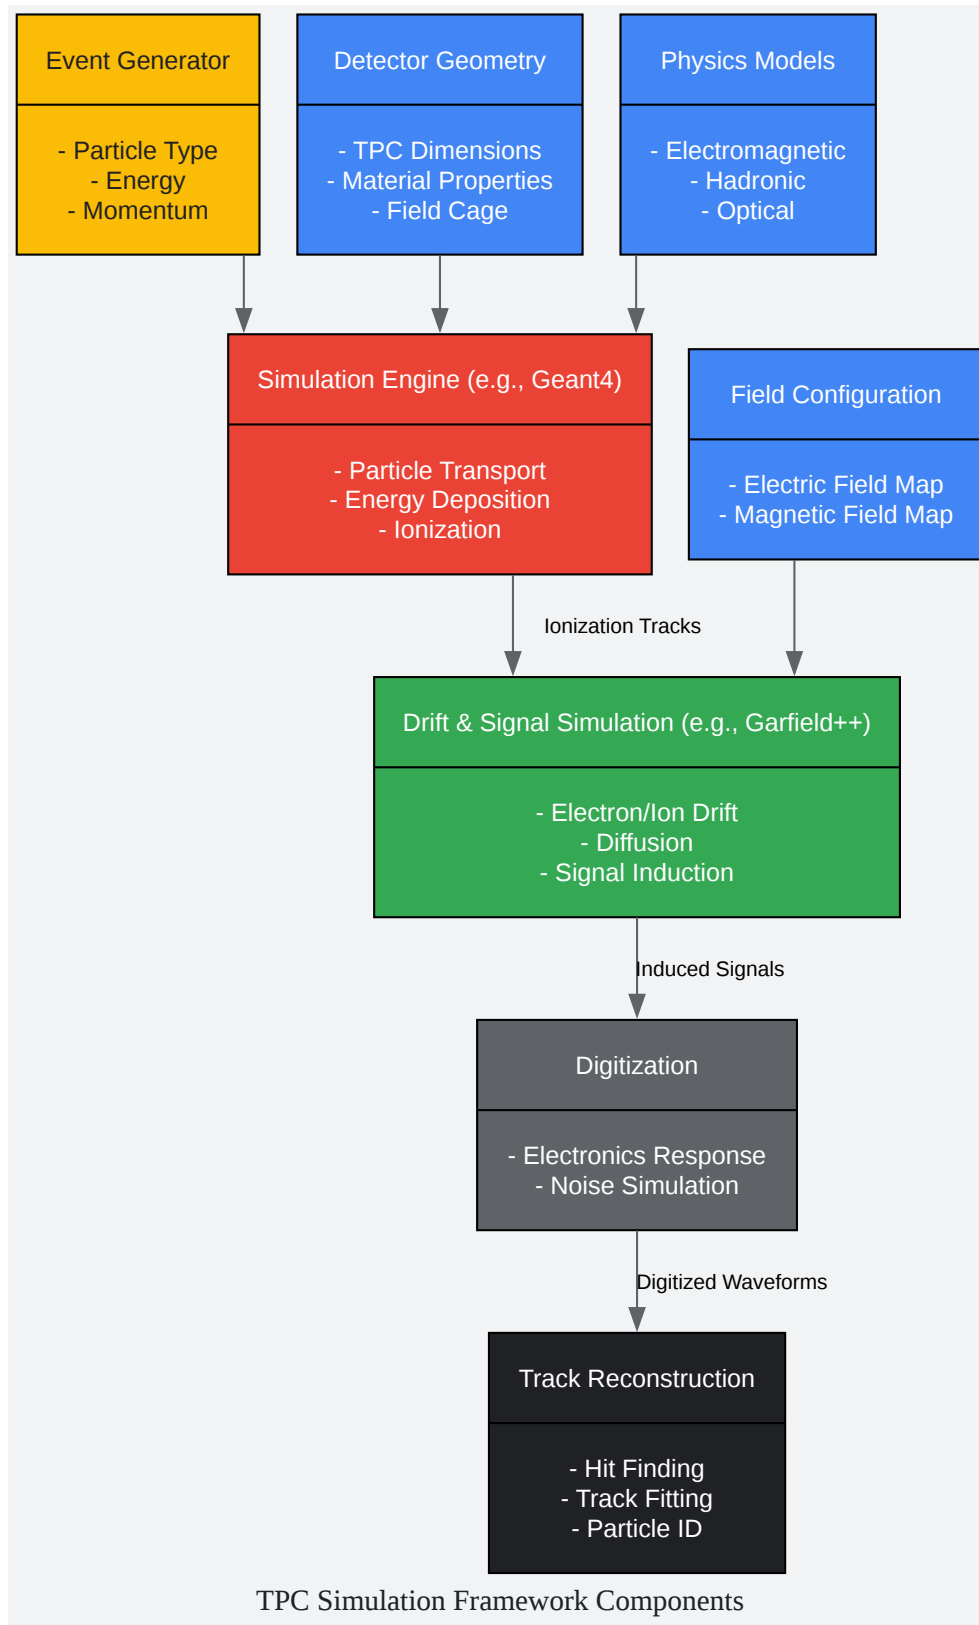 Event Generator
- Particle Type
- Energy
- Momentum
Detector Geometry
- TPC Dimensions
- Material Properties
- Field Cage
Physics Models
- Electromagnetic
- Hadronic
- Optical
Simulation Engine (e.g., Geant4)
- Particle Transport
- Energy Deposition
- Ionization
Field Configuration
- Electric Field Map
- Magnetic Field Map
Ionization Tracks
Drift & Signal Simulation (e.g., Garfield++)
- Electron/Ion Drift
- Diffusion
- Signal Induction
Induced Signals
Digitization
- Electronics Response
- Noise Simulation
Digitized Waveforms
Track Reconstruction
- Hit Finding
- Track Fitting
- Particle ID
TPC Simulation Framework Components